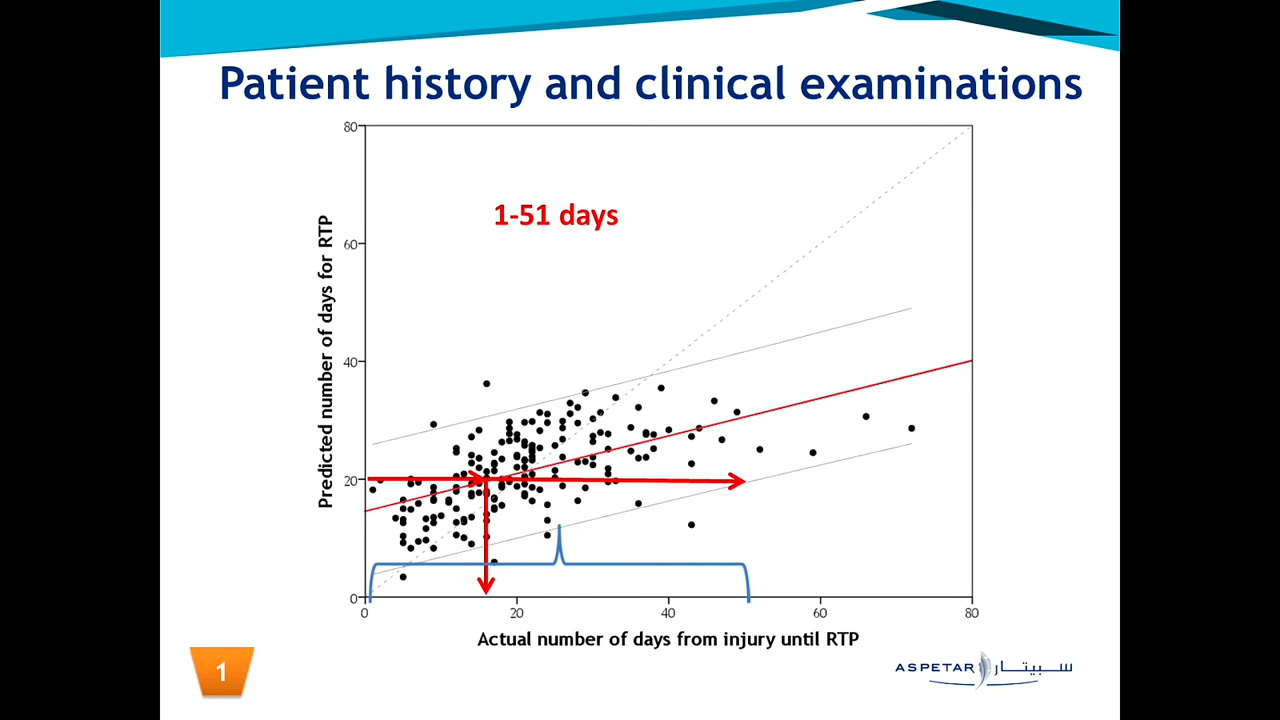 Patient history and clinical examinations
80
1-51 days
60
Predicted number of days for RTP
40
20
0
0 20 40 60 80
Actual number of days from injury until RTP
1
ASPETAR سبيتار